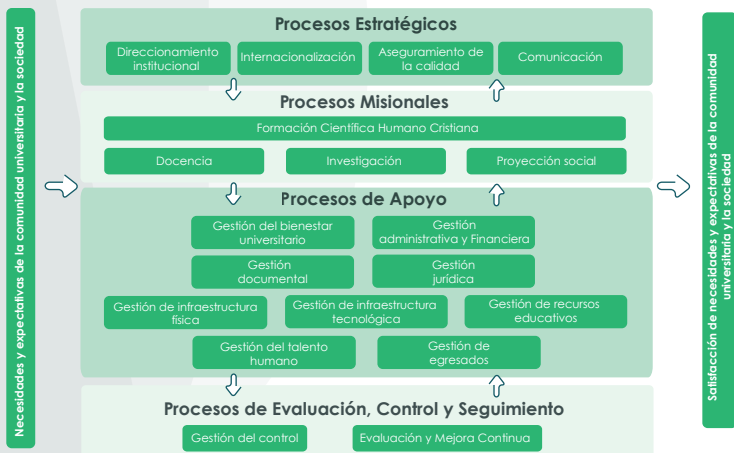 Necesidades y expectativas de la comunidad universitaria y la sociedad
Procesos Estratégicos
Direccionamiento
institucional
Internacionalización
Aseguramiento de
la calidad
Comunicación
Procesos Misionales
Formación Científica Humano Cristiana
Docencia
Investigación
Proyección social
Procesos de Apoyo
Gestión del bienestar
universitario
Gestión
administrativa y Financiera
Gestión
documental
Gestión
jurídica
Gestión de infraestructura
física
Gestión de infraestructura
tecnológica
Gestión de recursos
educativos
Gestión del talento
humano
Gestión de
egresados
Procesos de Evaluación, Control y Seguimiento
Gestión del control
Evaluación y Mejora Continua
Satisfacción de necesidades y expectativas de la comunidad
universitaria y la sociedad